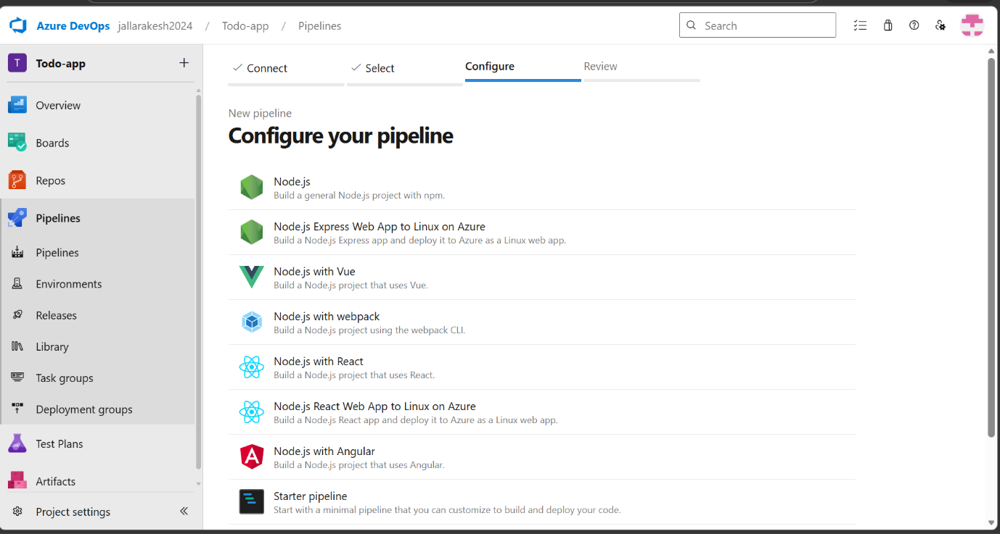 Azure DevOps jallarakesh2024 / Todo-app / Pipelines
Search
T Todo-app +
Overview
Boards
Repos
Pipelines
Pipelines
Environments
Releases
Library
Task groups
Deployment groups
Test Plans
Artifacts
Project settings
Connect
Select
Configure
Review
New pipeline
Configure your pipeline
Node.js
Build a general Node.js project with npm.
Node.js Express Web App to Linux on Azure
Build a Node.js Express app and deploy it to Azure as a Linux web app.
Node.js with Vue
Build a Node.js project that uses Vue.
Node.js with webpack
Build a Node.js project using the webpack CLI.
Node.js with React
Build a Node.js project that uses React.
Node.js React Web App to Linux on Azure
Build a Node.js React app and deploy it to Azure as a Linux web app.
Node.js with Angular
Build a Node.js project that uses Angular.
Starter pipeline
Start with a minimal pipeline that you can customize to build and deploy your code.